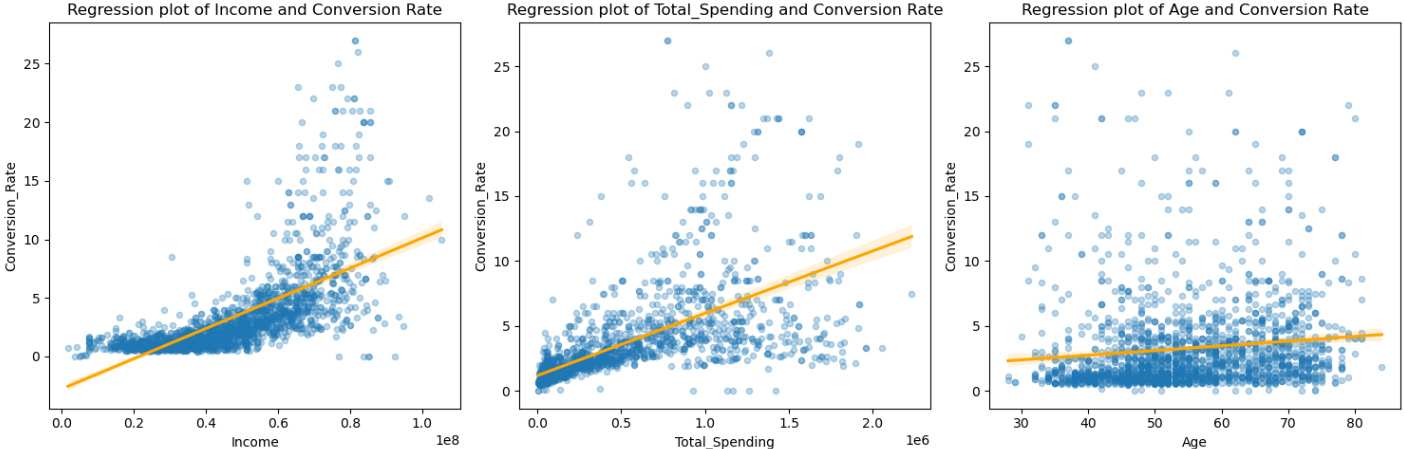 Regression plot of Income and Conversion Rate
Conversion_Rate
25
20
15
10
5
0
0.0 0.2 0.4 0.6 0.8 1.0
1e8
Income
Regression plot of Total_Spending and Conversion Rate
Conversion_Rate
25
20
15
10
5
0
0.0 0.5 1.0 1.5 2.0
1e6
Total_Spending
Regression plot of Age and Conversion Rate
Conversion_Rate
25
20
15
10
5
0
30 40 50 60 70 80
Age